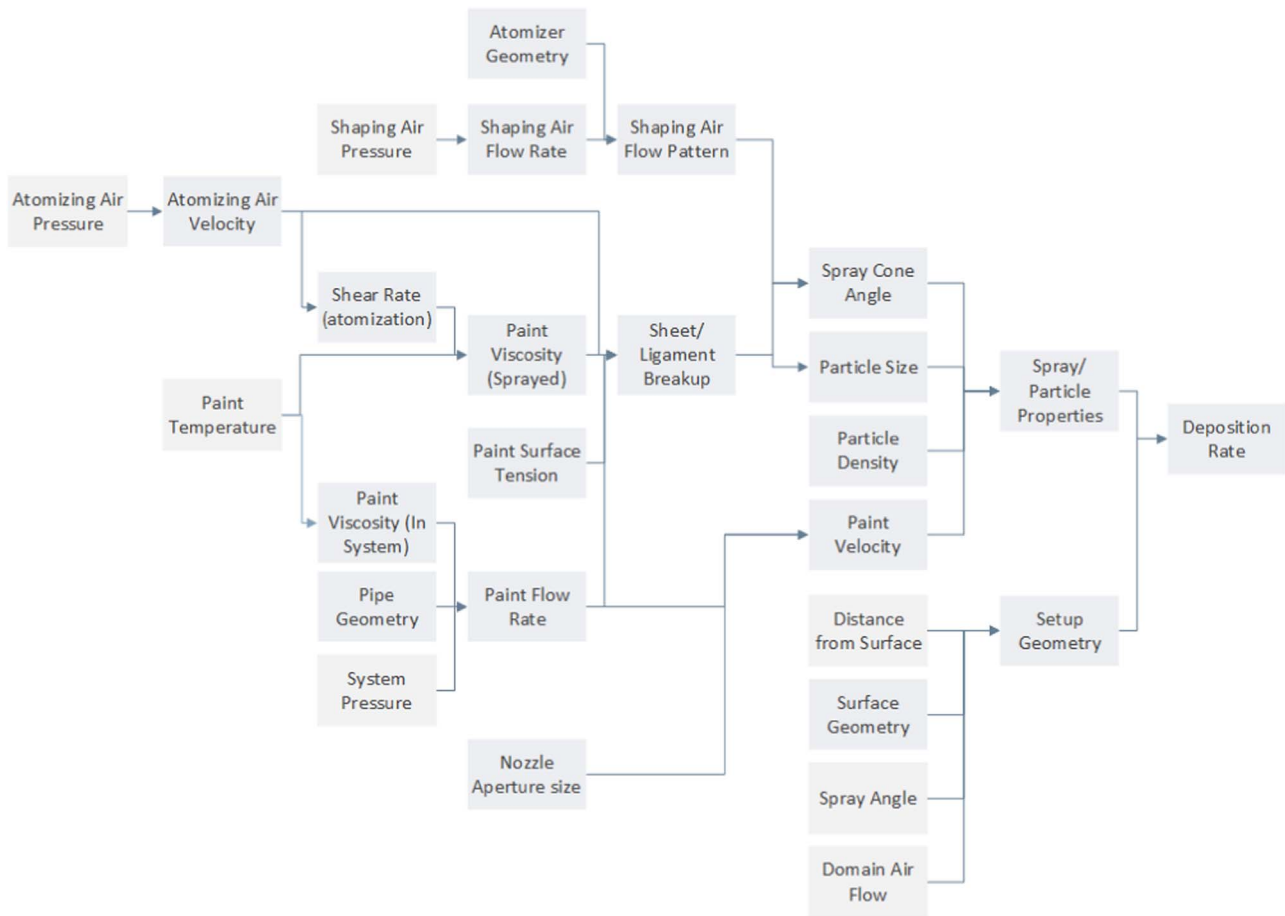 Atomizer
Geometry
Shaping Air
Pressure
Shaping Air
Flow Rate
Shaping Air
Flow Pattern
Atomizing Air
Pressure
Atomizing Air
Velocity
Spray Cone
Angle
Shear Rate
(atomization)
Paint
Viscosity
(Sprayed)
Sheet/
Ligament
Breakup
Particle Size
Spray/
Particle
Properties
Paint
Temperature
Deposition
Rate
Paint Surface
Tension
Particle
Density
Paint
Viscosity (In
System)
Paint
Velocity
Pipe
Geometry
Paint Flow
Rate
Distance
from Surface
Setup
Geometry
System
Pressure
Surface
Geometry
Nozzle
Aperture size
Spray Angle
Domain Air
Flow